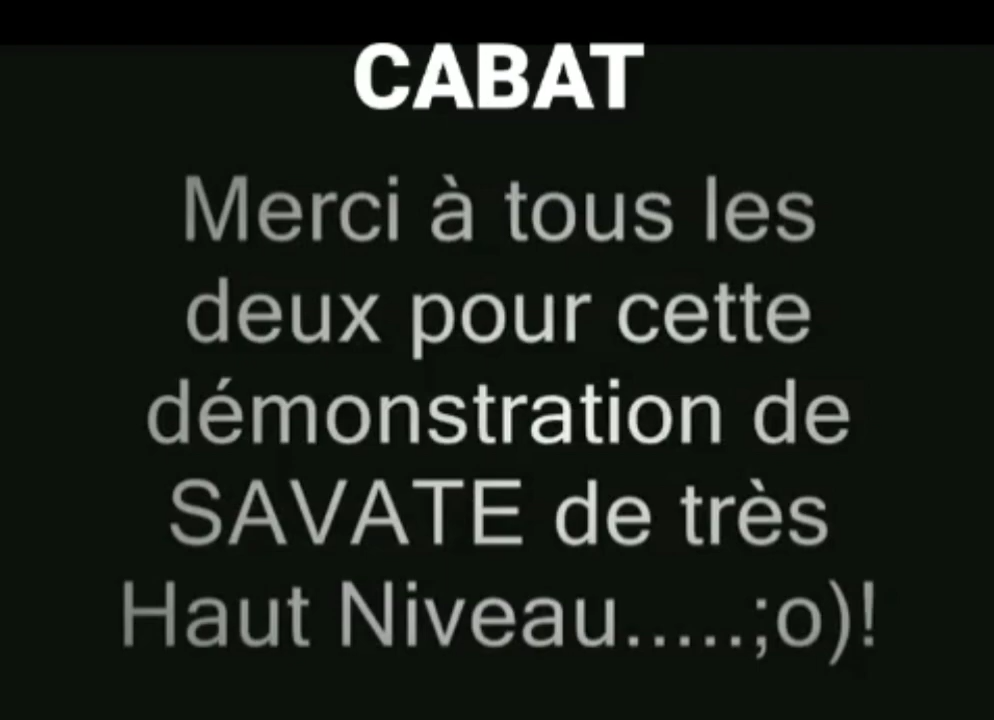 CABAT
Merci à tous les
deux pour cette
démonstration de
SAVATE de très
Haut Niveau.....;o)!